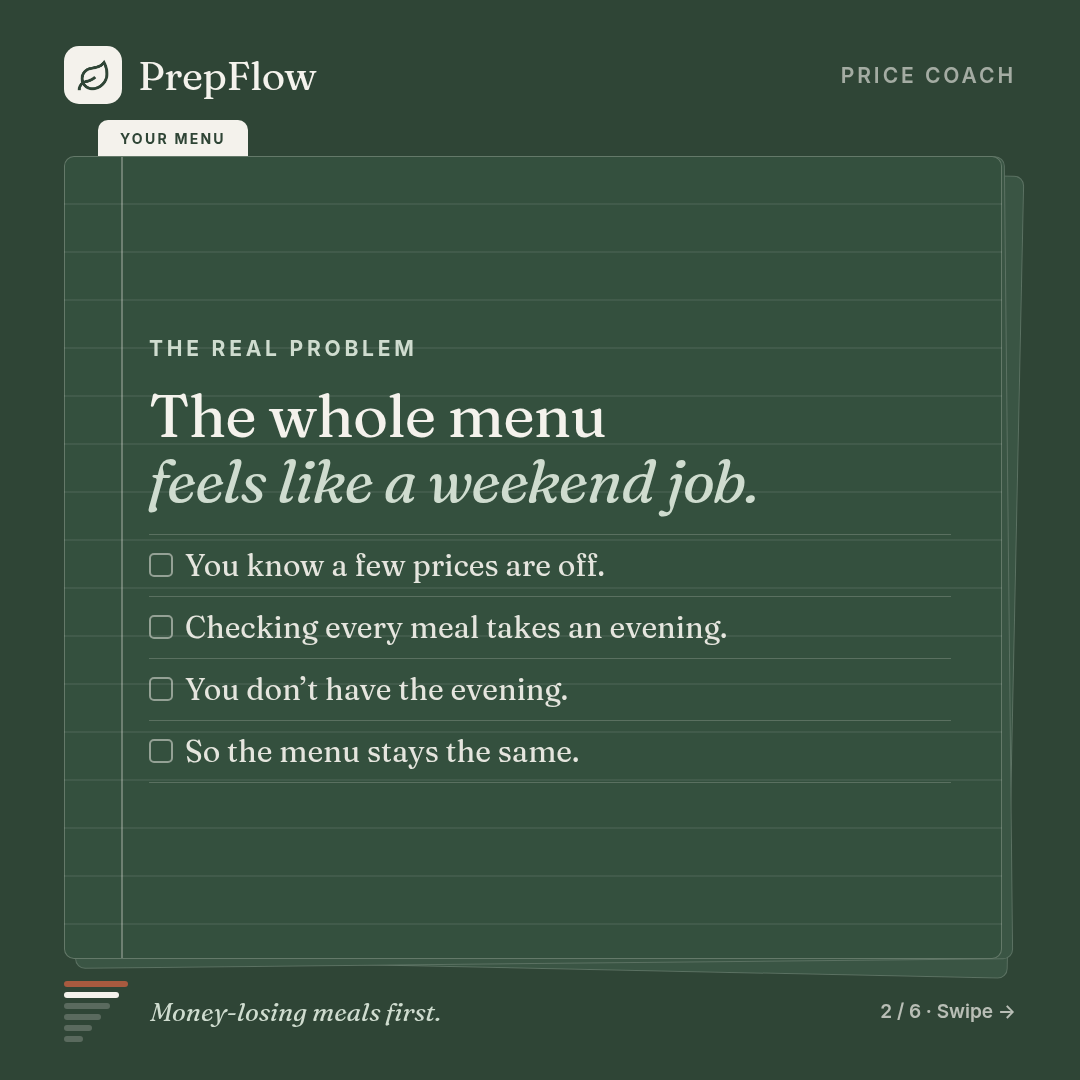 PrepFlow
PRICE COACH
YOUR MENU
THE REAL PROBLEM
The whole menu
feels like a weekend job.
You know a few prices are off.
Checking every meal takes an evening.
You don’t have the evening.
So the menu stays the same.
Money-losing meals first.
2 / 6 · Swipe →